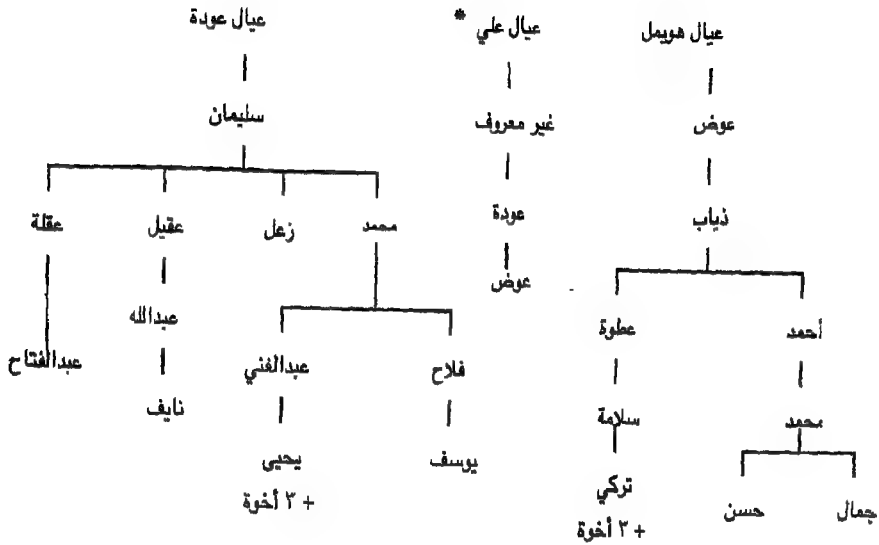 عيال هويمل
عيال علي *
عيال عودة
عوض
غير معروف
سليمان
ذياب
عودة
محمد
زعل
عقيل
عقلة
عوض
أحمد
عطوة
عبدالله
فلاح
عبدالغني
عبدالفتاح
محمد
سلامة
نايف
يوسف
يحيى
+ ٣ أخوة
جمال
حسن
تركي
+ ٣ أخوة